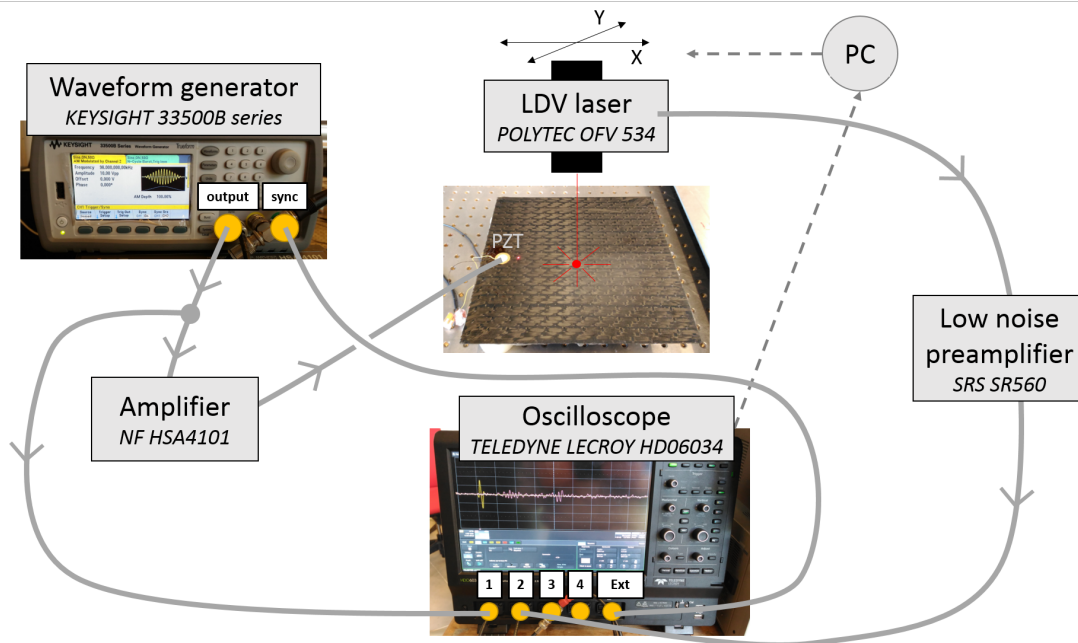 Y
X
PC
Waveform generator
KEYSIGHT 33500B series
LDV laser
POLYTEC OFV 534
KEYSIGHT
output
sync
PZT
Low noise
preamplifier
SRS SR560
Amplifier
NF HSA4101
Oscilloscope
TELEDYNE LECROY HD06034
1
2
3
4
Ext